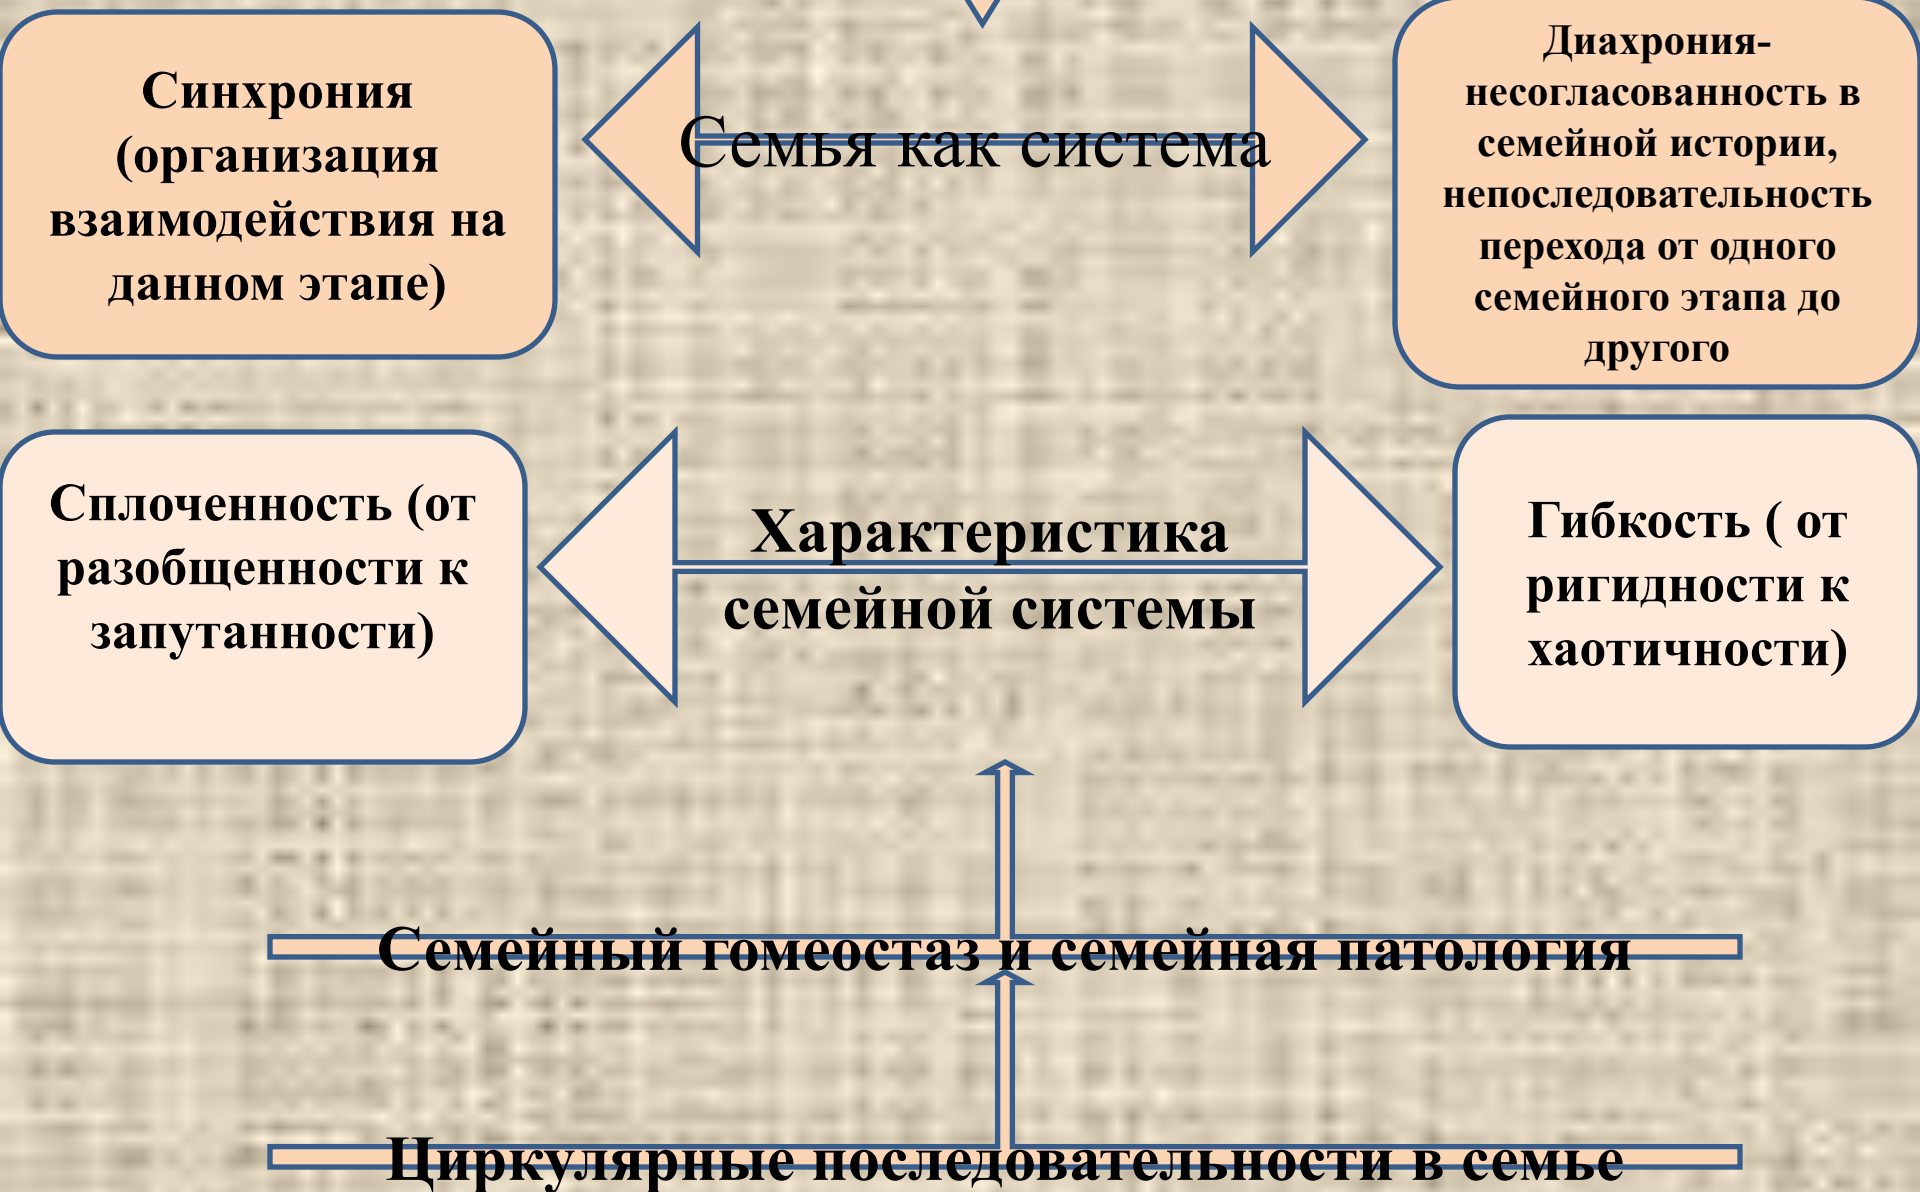 Синхрония
(организация
взаимодействия на
данном этапе)
Семья как система
Диахрония-
несогласованность в
семейной истории,
непоследовательность
перехода от одного
семейного этапа до
другого
Сплоченность (от
разобщенности к
запутанности)
Характеристика
семейной системы
Гибкость ( от
ригидности к
хаотичности)
Семейный гомеостаз и семейная патология
Циркулярные последовательности в семье